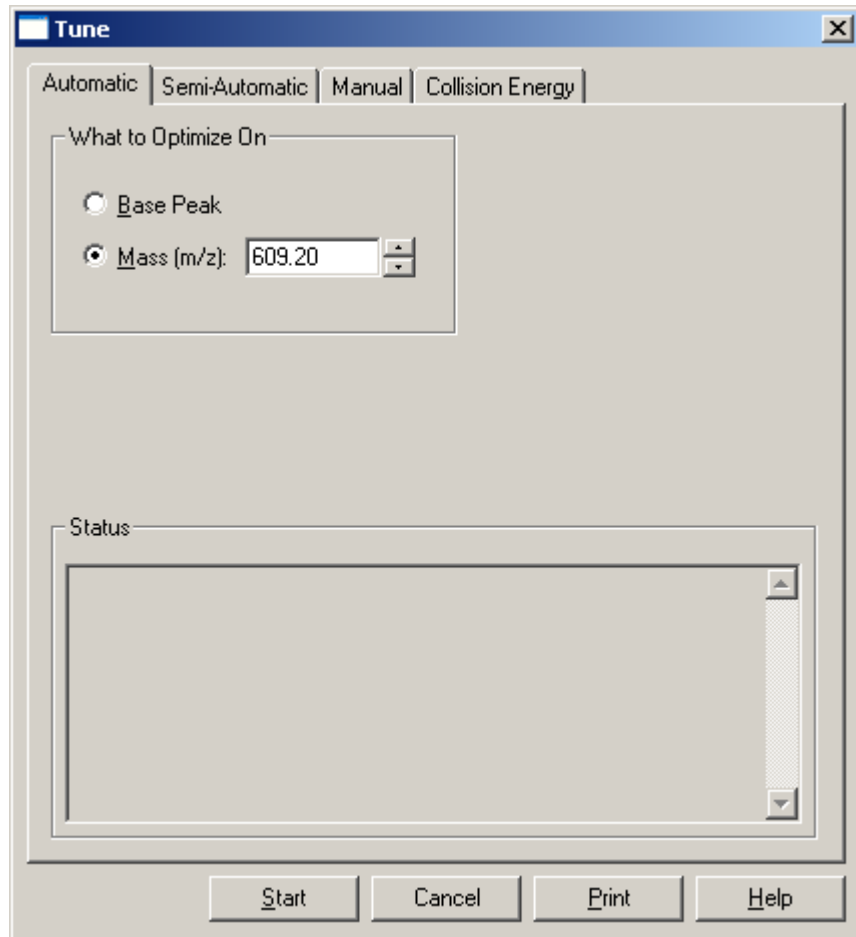 Tune
Automatic Semi-Automatic Manual Collision Energy
What to Optimize On
Base Peak
Mass (m/z): 609.20
Status
Start Cancel Print Help